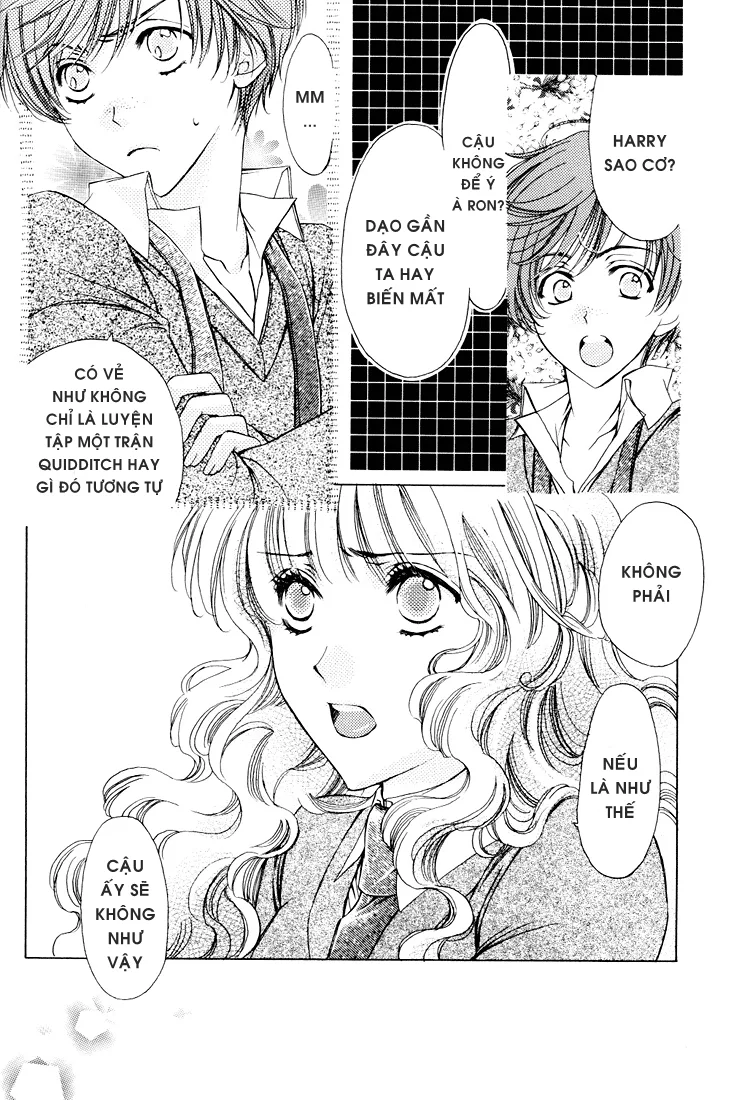 HARRY
SAO CƠ?
CẬU
KHÔNG
ĐỂ Ý
À RON?
DẠO GẦN
ĐÂY CẬU
TA HAY
BIẾN MẤT
MM
...
CÓ VẺ
NHƯ KHÔNG
CHỈ LÀ LUYỆN
TẬP MỘT TRẬN
QUIDDITCH HAY
GÌ ĐÓ TƯƠNG TỰ
KHÔNG
PHẢI
NẾU
LÀ NHƯ
THẾ
CẬU
ẤY SẼ
KHÔNG
NHƯ
VẬY